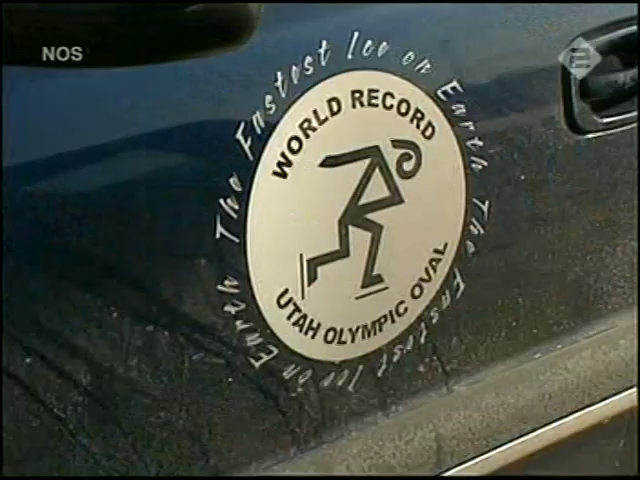 NOS
The Fastest Ice on Earth The Fastest Ice on Earth
WORLD RECORD
UTAH OLYMPIC OVAL